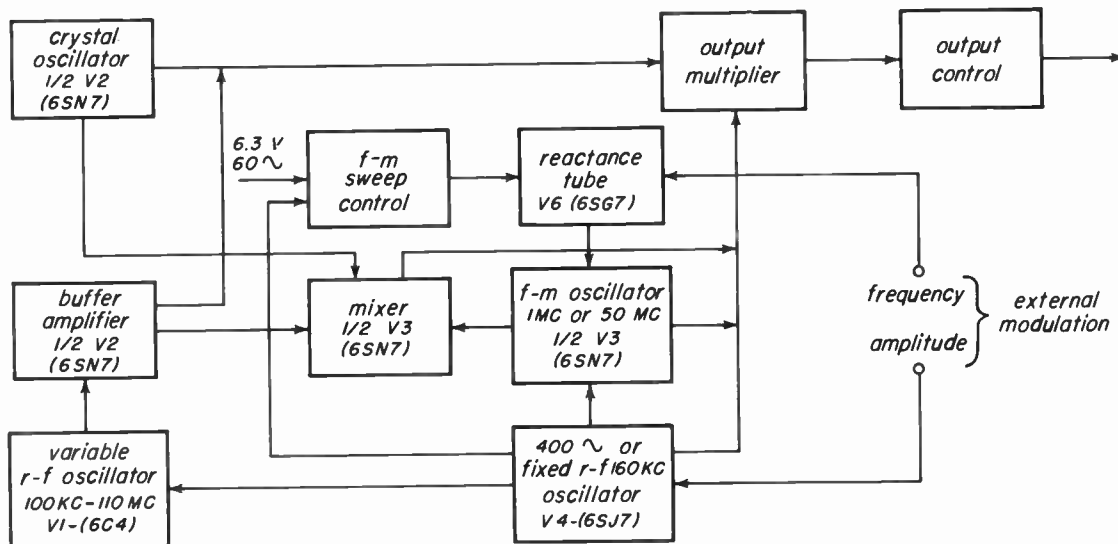 crystal
oscillator
1/2 V2
(6SN7)
output
multiplier
output
control
6.3 V
60 ∿
f-m
sweep
control
reactance
tube
V6 (6SG7)
buffer
amplifier
1/2 V2
(6SN7)
mixer
1/2 V3
(6SN7)
f-m oscillator
1MC or 50 MC
1/2 V3
(6SN7)
frequency
amplitude
external
modulation
variable
r-f oscillator
100KC-110MC
V1-(6C4)
400 ∿ or
fixed r-f 160KC
oscillator
V4-(6SJ7)